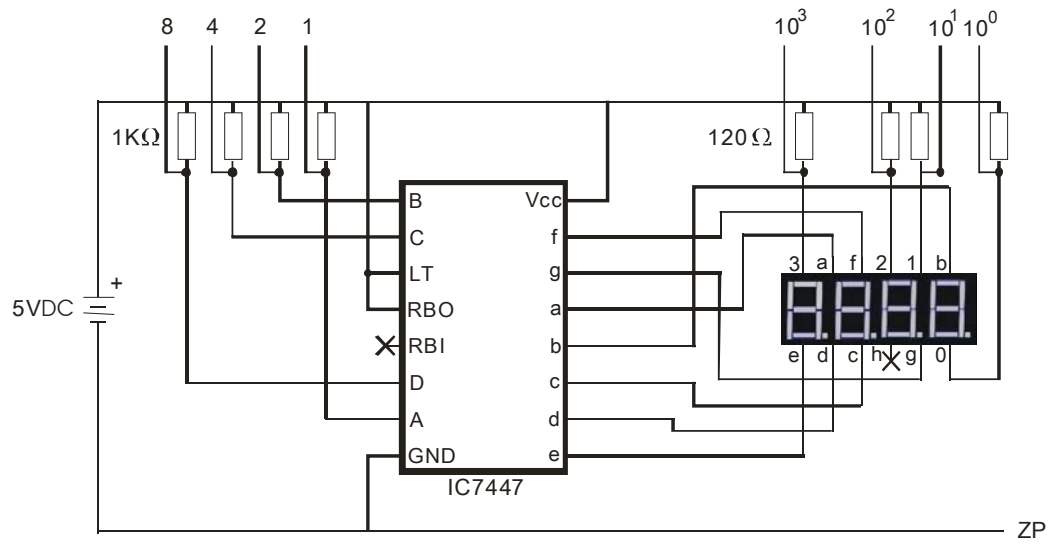 8 4 2 1 10³ 10² 10¹ 10⁰
1KΩ 120Ω
B Vcc
C f
LT g
RBO a
RBI b
D c
A d
GND e
IC7447
3 a f 2 1 b
e d c h g 0
+
5VDC
ZP